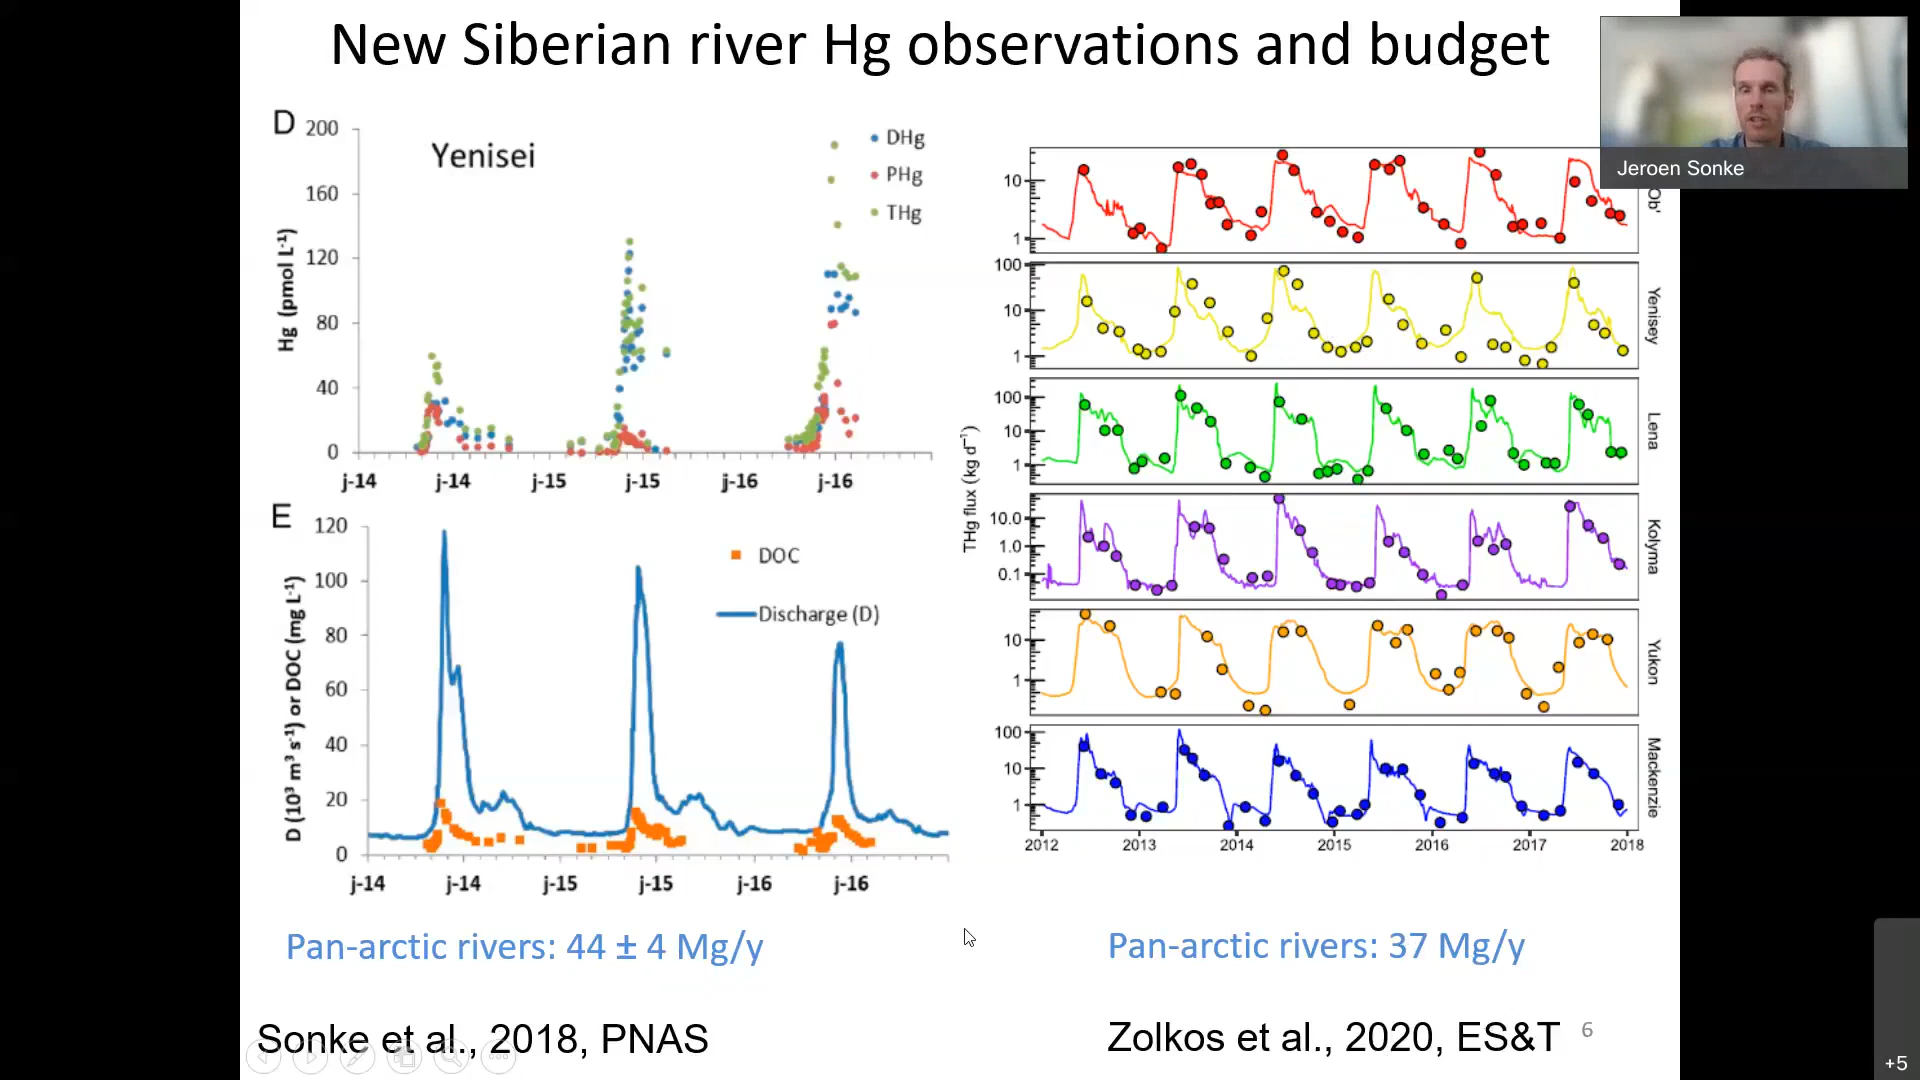 New Siberian river Hg observations and budget
Jeroen Sonke
D
Yenisei
DHg
PHg
THg
Hg (pmol L-1)
200
160
120
80
40
0
j-14
j-14
j-15
j-15
j-16
j-16
E
DOC
Discharge (D)
D (10³ m³ s-1) or DOC (mg L-1)
120
100
80
60
40
20
0
j-14
j-14
j-15
j-15
j-16
j-16
THg flux (kg d-1)
10
1
Ob'
100
10
1
Yenisey
100
10
1
Lena
10.0
1.0
0.1
Kolyma
10
1
Yukon
100
10
1
Mackenzie
2012
2013
2014
2015
2016
2017
2018
Pan-arctic rivers: 44 ± 4 Mg/y
Pan-arctic rivers: 37 Mg/y
Sonke et al., 2018, PNAS
Zolkos et al., 2020, ES&T
6
+5